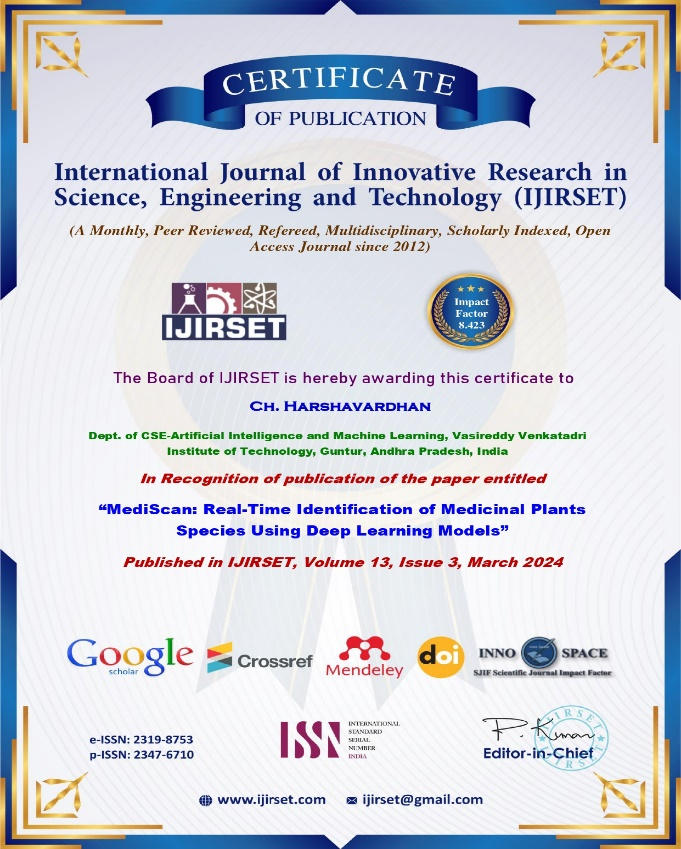 CERTIFICATE
OF PUBLICATION
International Journal of Innovative Research in
Science, Engineering and Technology (IJIRSET)
(A Monthly, Peer Reviewed, Refereed, Multidisciplinary, Scholarly Indexed, Open
Access Journal since 2012)
IJIRSET
Impact
Factor
8.423
The Board of IJIRSET is hereby awarding this certificate to
Ch. Harshavardhan
Dept. of CSE-Artificial Intelligence and Machine Learning, Vasireddy Venkatadri
Institute of Technology, Guntur, Andhra Pradesh, India
In Recognition of publication of the paper entitled
“MediScan: Real-Time Identification of Medicinal Plants
Species Using Deep Learning Models”
Published in IJIRSET, Volume 13, Issue 3, March 2024
Google
scholar
Crossref
Mendeley
doi
INNO SPACE
SJIF Scientific Journal Impact Factor
e-ISSN: 2319-8753
p-ISSN: 2347-6710
ISSN
INTERNATIONAL
STANDARD
SERIAL
NUMBER
INDIA
P. Kumar
IJIRSET
Editor-in-Chief
IJIRSET
www.ijirset.com ijirset@gmail.com